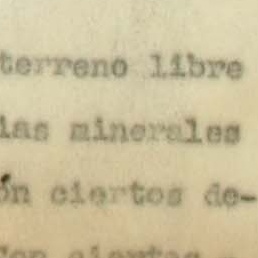 terreno libre
ias minerales
ón ciertos de-